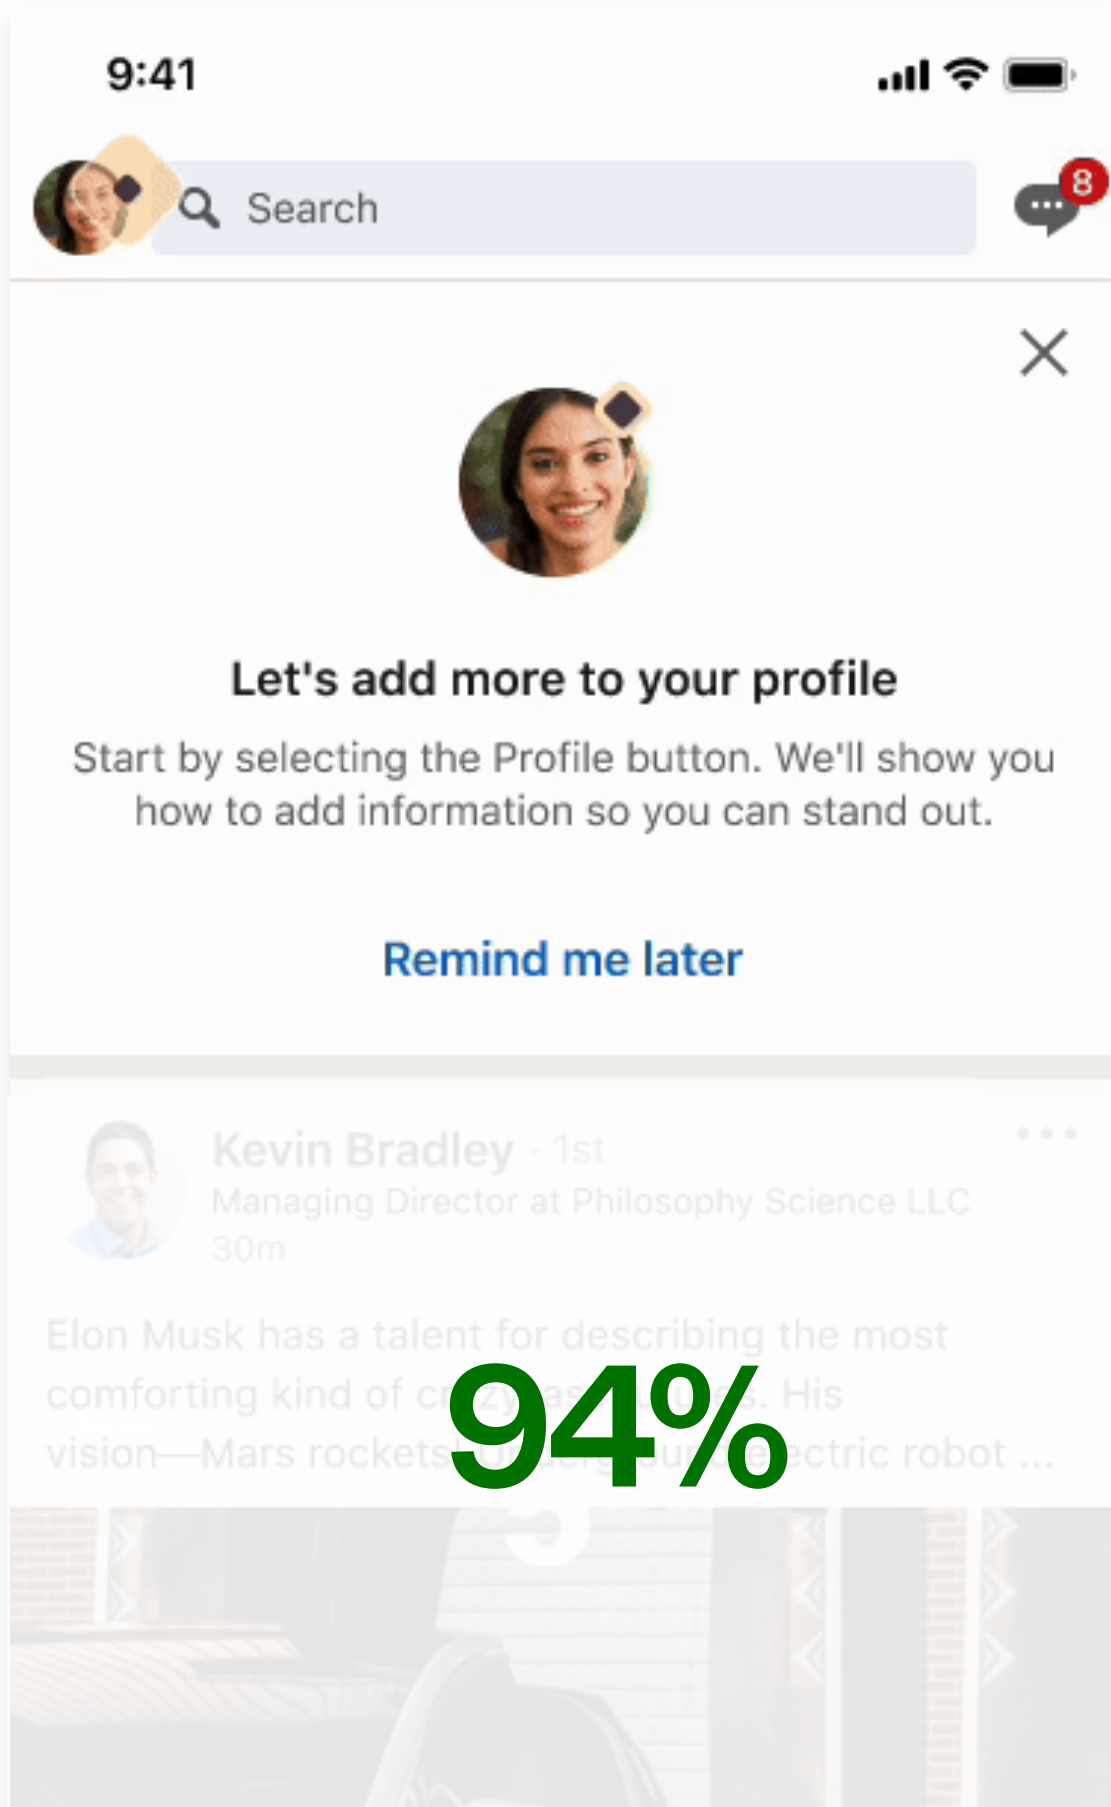 9:41
Search
8
Let's add more to your profile
Start by selecting the Profile button. We'll show you
how to add information so you can stand out.
Remind me later
Kevin Bradley · 1st
Managing Director at Philosophy Science LLC
30m
Elon Musk has a talent for describing the most
comforting kind of His
94%
vision—Mars rockets! electric robot ...
5